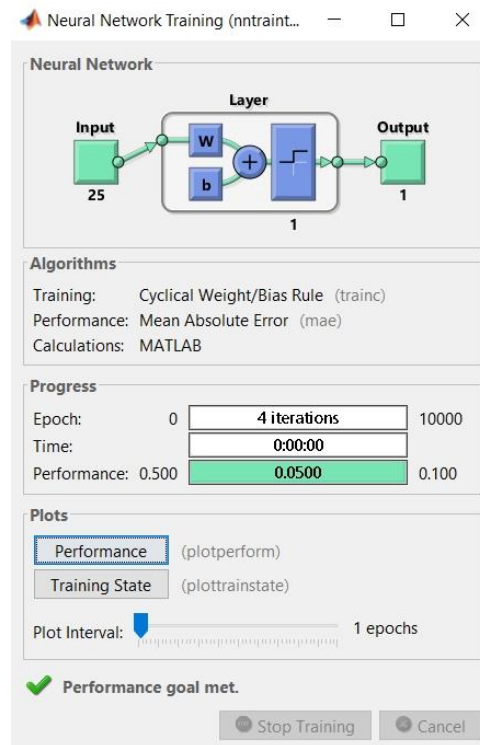 Neural Network Training (nntraint...
Neural Network
Layer
Input
Output
W
b
+
25
1
1
Algorithms
Training: Cyclical Weight/Bias Rule (trainc)
Performance: Mean Absolute Error (mae)
Calculations: MATLAB
Progress
Epoch: 0 4 iterations 10000
Time: 0:00:00
Performance: 0.500 0.0500 0.100
Plots
Performance (plotperform)
Training State (plottrainstate)
Plot Interval: 1 epochs
Performance goal met.
Stop Training Cancel